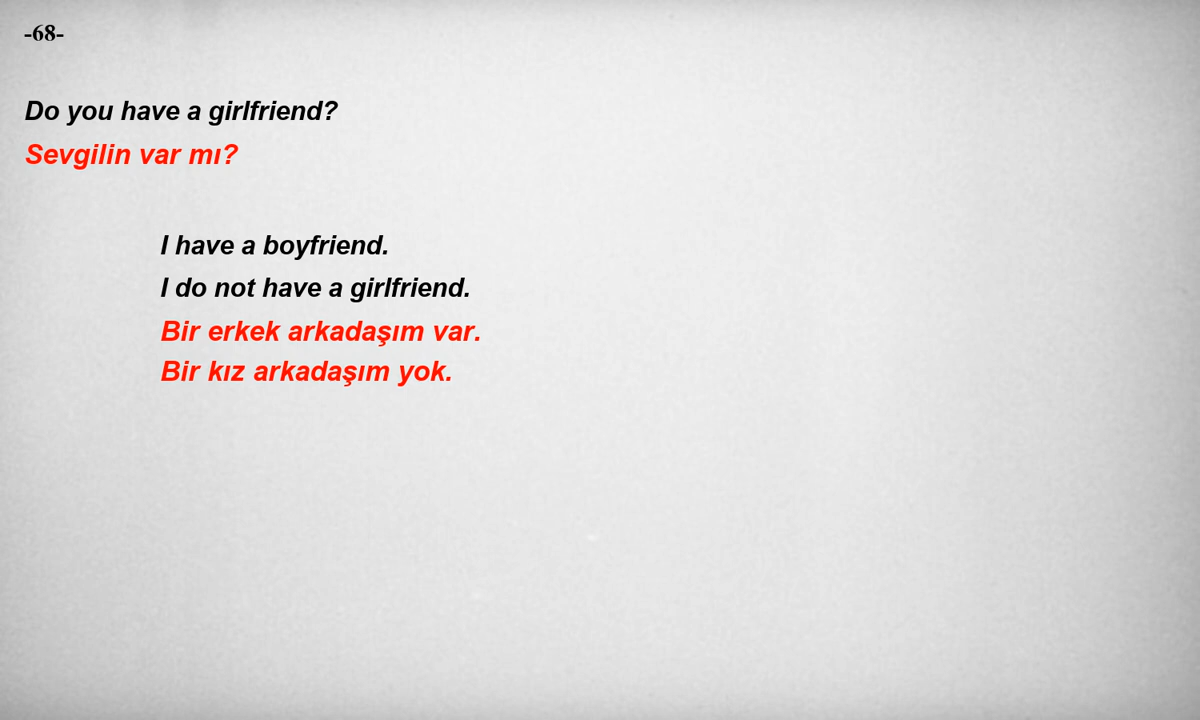 -68-
Do you have a girlfriend?
Sevgilin var mı?
I have a boyfriend.
I do not have a girlfriend.
Bir erkek arkadaşım var.
Bir kız arkadaşım yok.